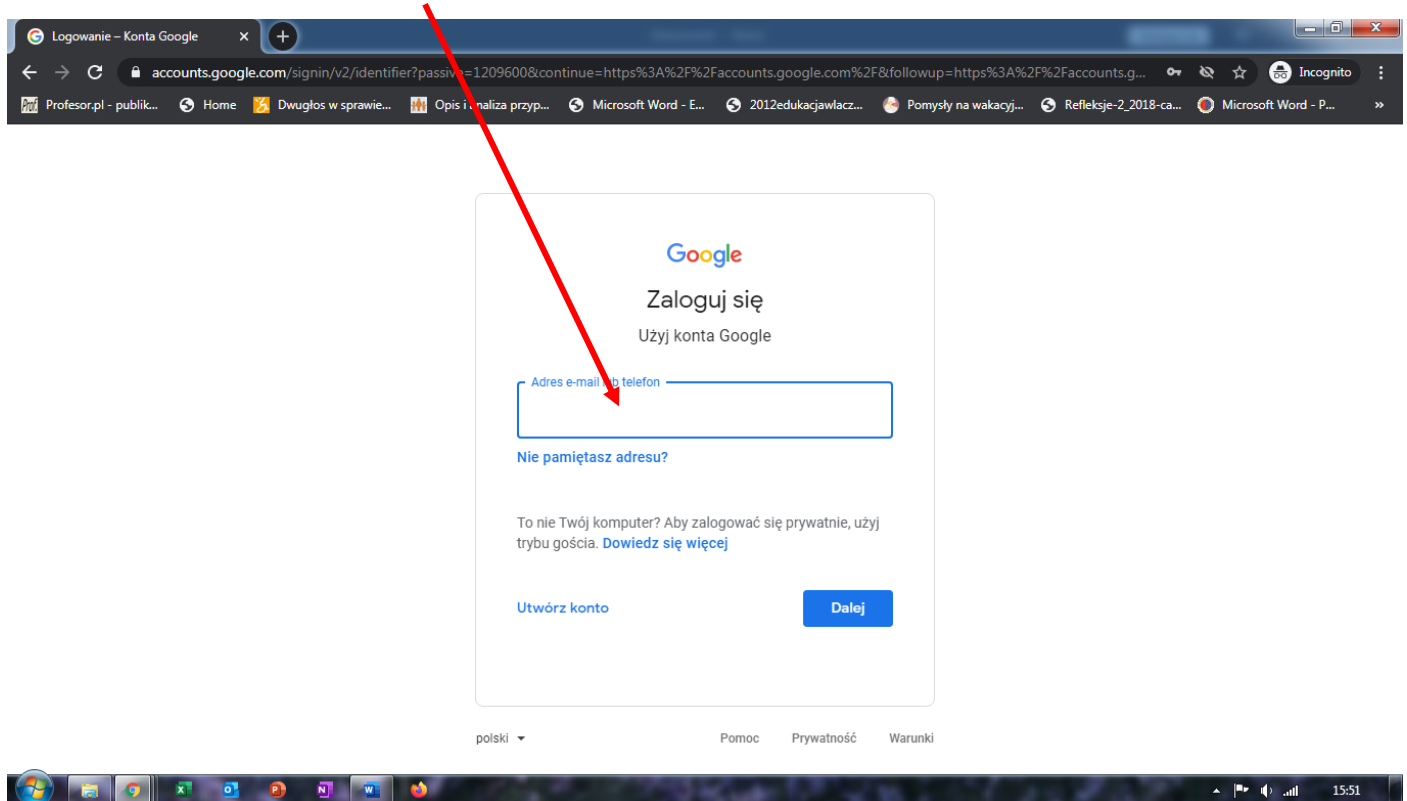 Logowanie – Konta Google
accounts.google.com/signin/v2/identifier?passive=1209600&continue=https%3A%2F%2Faccounts.google.com%2F&followup=https%3A%2F%2Faccounts.g...
Incognito
Prof Profesor.pl - publik... Home Dwugłos w sprawie... Opis i analiza przyp... Microsoft Word - E... 2012edukacjawlacz... Pomysły na wakacyj... Refleksje-2_2018-ca... Microsoft Word - P... »
Google
Zaloguj się
Użyj konta Google
Adres e-mail lub telefon
Nie pamiętasz adresu?
To nie Twój komputer? Aby zalogować się prywatnie, użyj
trybu gościa. Dowiedz się więcej
Utwórz konto Dalej
polski Pomoc Prywatność Warunki
15:51